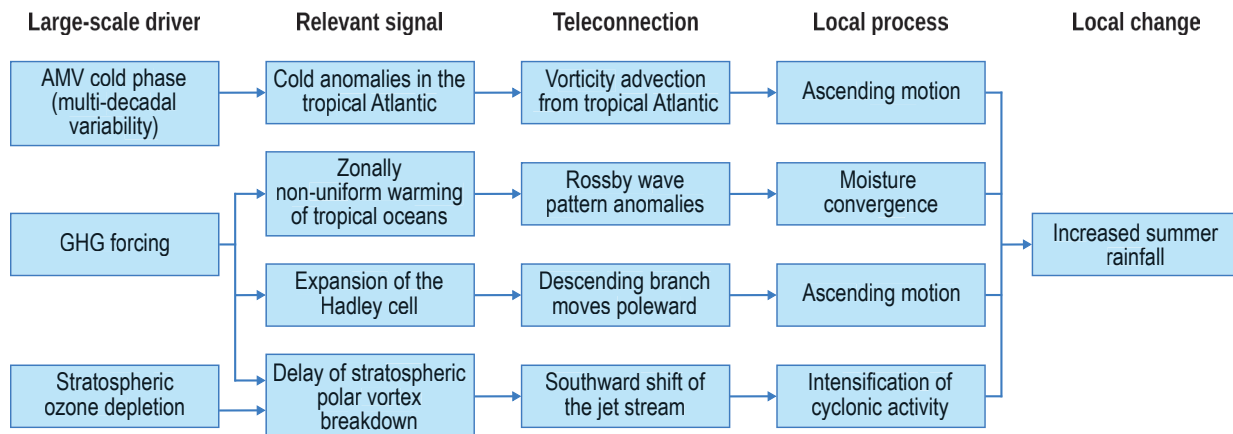 Large-scale driver
Relevant signal
Teleconnection
Local process
Local change
AMV cold phase
(multi-decadal
variability)
Cold anomalies in the
tropical Atlantic
Vorticity advection
from tropical Atlantic
Ascending motion
Zonally
non-uniform warming
of tropical oceans
Rossby wave
pattern anomalies
Moisture
convergence
GHG forcing
Increased summer
rainfall
Expansion of the
Hadley cell
Descending branch
moves poleward
Ascending motion
Stratospheric
ozone depletion
Delay of stratospheric
polar vortex
breakdown
Southward shift of
the jet stream
Intensification of
cyclonic activity